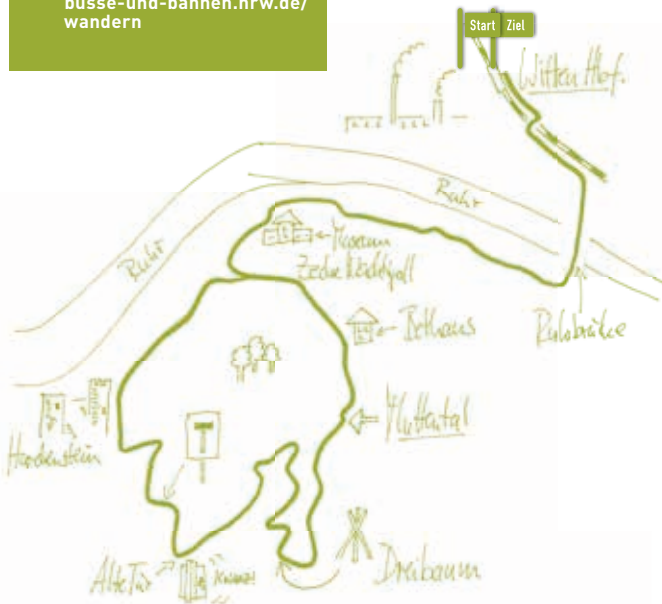 busse-und-bahnen.nrw.de/
wandern
Start Ziel
Witten Hbf.
Ruhr
Ruhr
Museum
Zeche Nachtigall
Bethaus
Ruhrbrücke
Muttental
Hardenstein
Alte Tür
Dreibaum